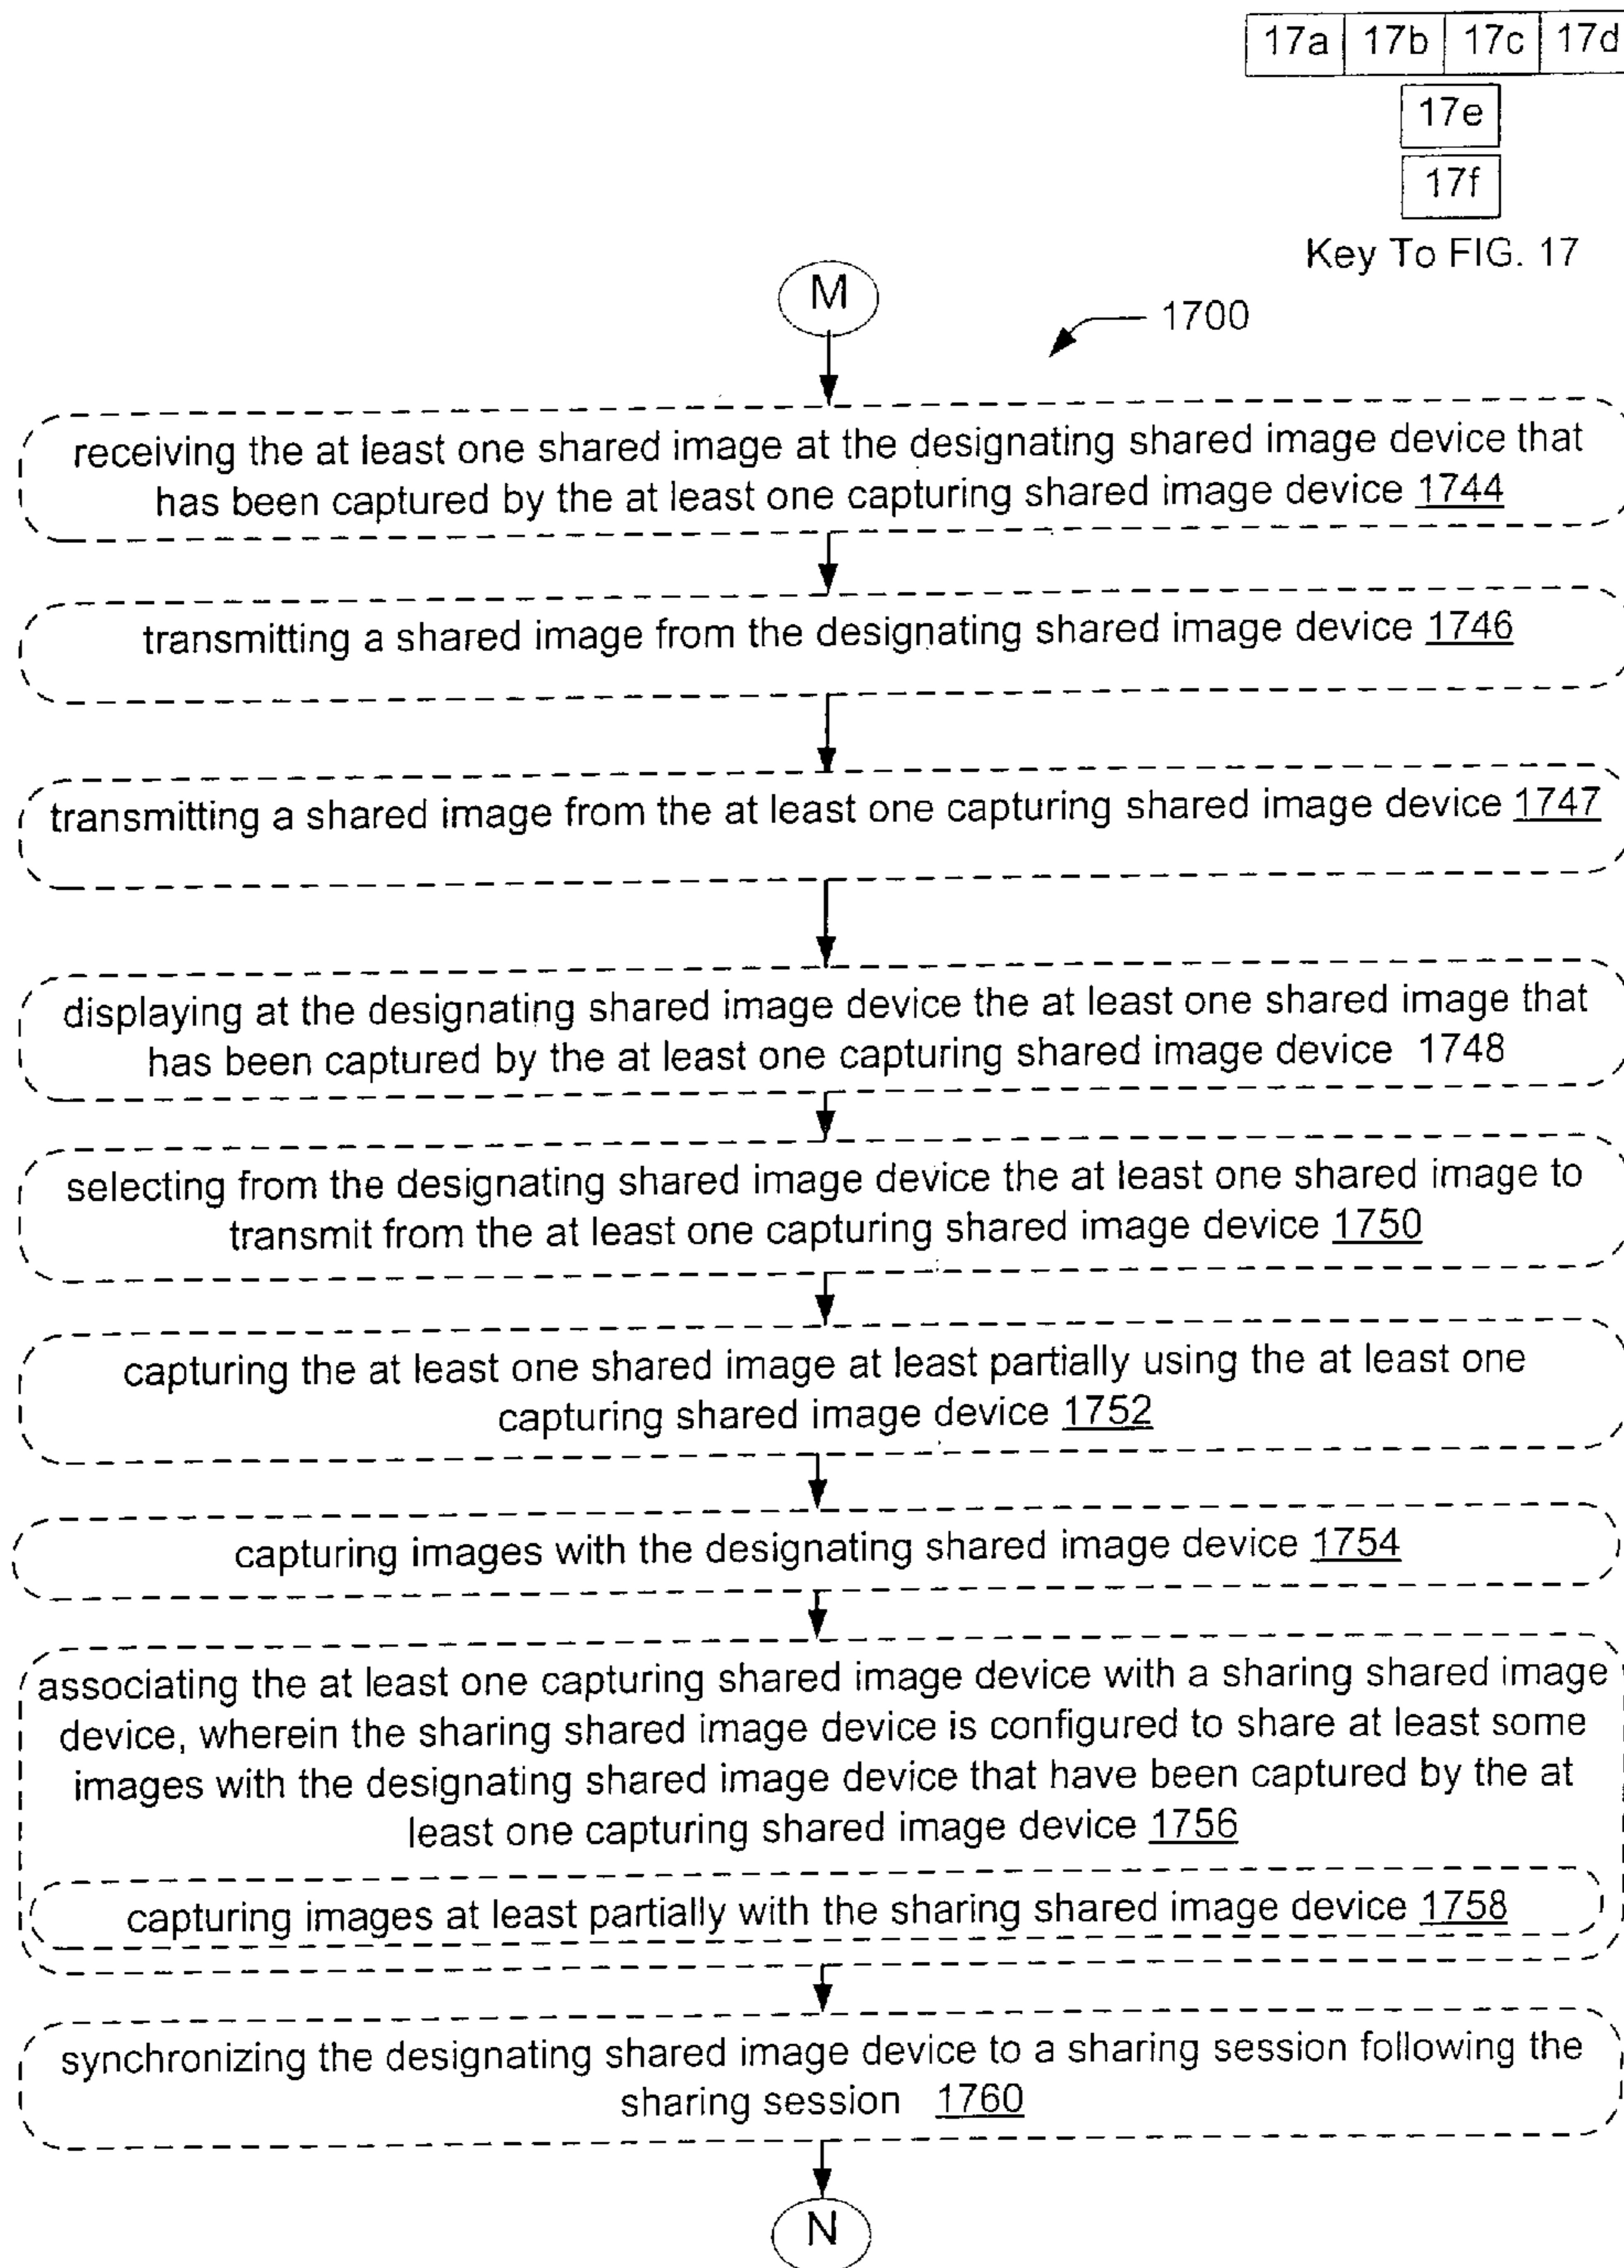 17a 17b 17c 17d
17e
17f
Key To FIG. 17
M
1700
receiving the at least one shared image at the designating shared image device that
has been captured by the at least one capturing shared image device 1744
transmitting a shared image from the designating shared image device 1746
transmitting a shared image from the at least one capturing shared image device 1747
displaying at the designating shared image device the at least one shared image that
has been captured by the at least one capturing shared image device 1748
selecting from the designating shared image device the at least one shared image to
transmit from the at least one capturing shared image device 1750
capturing the at least one shared image at least partially using the at least one
capturing shared image device 1752
capturing images with the designating shared image device 1754
associating the at least one capturing shared image device with a sharing shared image
device, wherein the sharing shared image device is configured to share at least some
images with the designating shared image device that have been captured by the at
least one capturing shared image device 1756
capturing images at least partially with the sharing shared image device 1758
synchronizing the designating shared image device to a sharing session following the
sharing session 1760
N